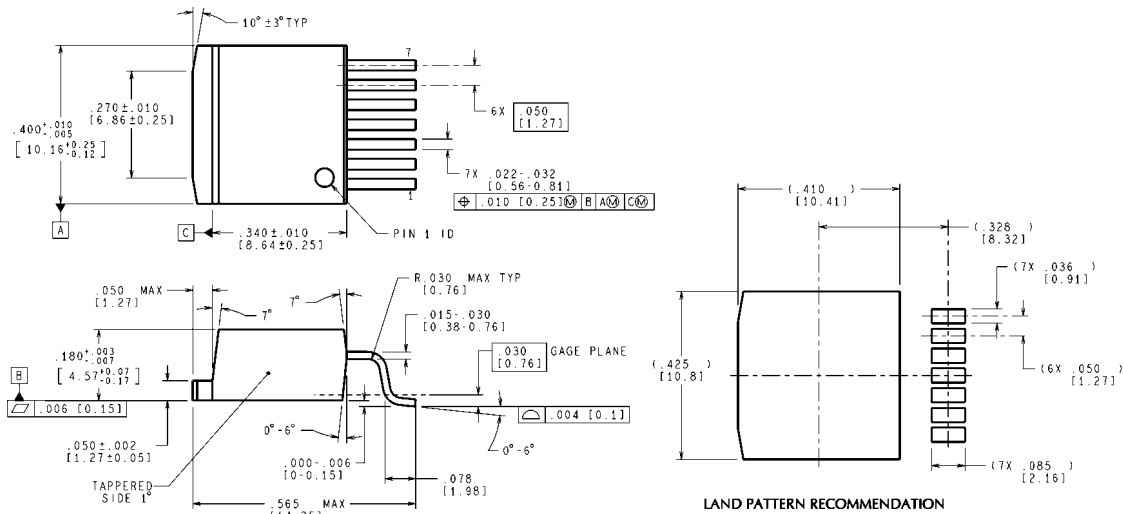 10° ±3° TYP
7
.270±.010
[6.86±0.25]
.400+.010
-.005
[10.16+0.25
-0.12]
6X .050
[1.27]
7X .022-.032
[0.56-0.81]
⌖ .010 [0.25]Ⓜ B AⓂ CⓂ
1
A
C
.340±.010
[8.64±0.25]
PIN 1 ID
(.410)
[10.41]
(.328)
[8.32]
(7X .036)
[0.91]
(.425)
[10.8]
(6X .050)
[1.27]
(7X .085)
[2.16]
LAND PATTERN RECOMMENDATION
.050 MAX
[1.27]
7°
7°
R.030 MAX TYP
[0.76]
.015-.030
[0.38-0.76]
.030
[0.76]
GAGE PLANE
.180+.003
-.007
[4.57+0.07
-0.17]
B
⏥ .006 [0.15]
⌓ .004 [0.1]
.050±.002
[1.27±0.05]
0°-6°
0°-6°
.000-.006
[0-0.15]
.078
[1.98]
TAPPERED
SIDE 1°
.565 MAX